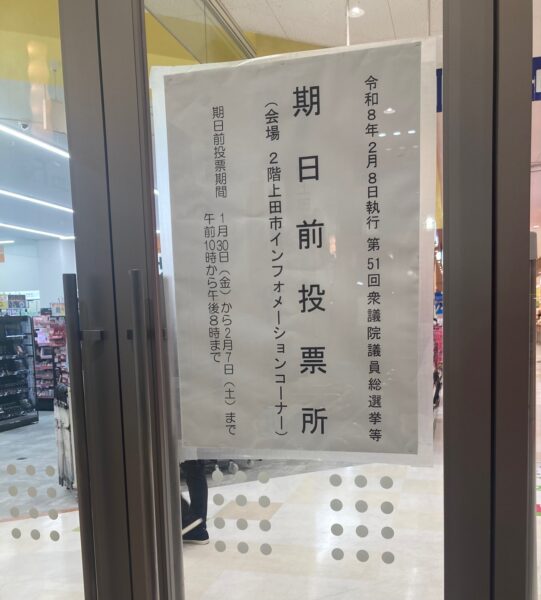 令和8年2月8日執行 第51回衆議院議員総選挙等
期日前投票所
(会場 2階上田市インフォメーションコーナー)
期日前投票期間 1月30日(金)から2月7日(土)まで
午前10時から午後8時まで